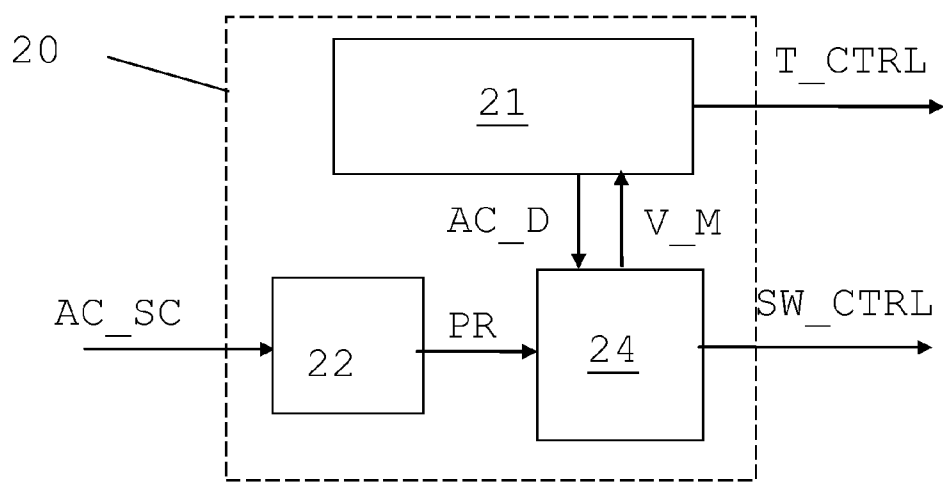 20
T_CTRL
21
AC_D
V_M
AC_SC
PR
SW_CTRL
22
24